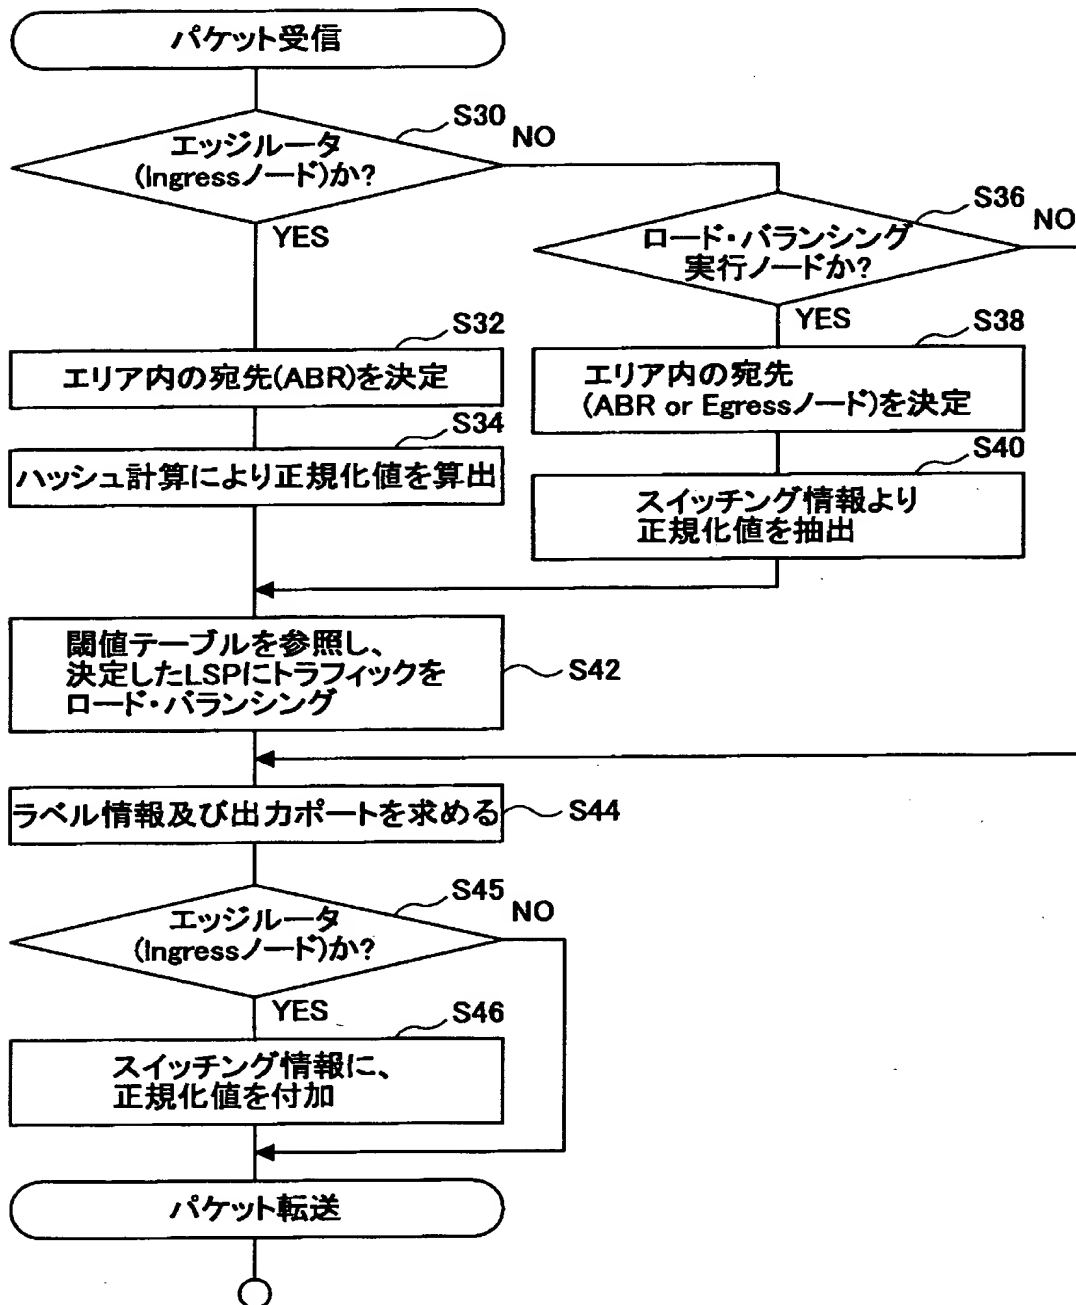 パケット受信
S30
エッジルータ
(Ingressノード)か?
NO
YES
S36
ロード・バランシング
実行ノードか?
NO
YES
S32
エリア内の宛先(ABR)を決定
S34
ハッシュ計算により正規化値を算出
S38
エリア内の宛先
(ABR or Egressノード)を決定
S40
スイッチング情報より
正規化値を抽出
閾値テーブルを参照し、
決定したLSPにトラフィックを
ロード・バランシング
S42
ラベル情報及び出力ポートを求める
S44
S45
エッジルータ
(Ingressノード)か?
NO
YES
S46
スイッチング情報に、
正規化値を付加
パケット転送